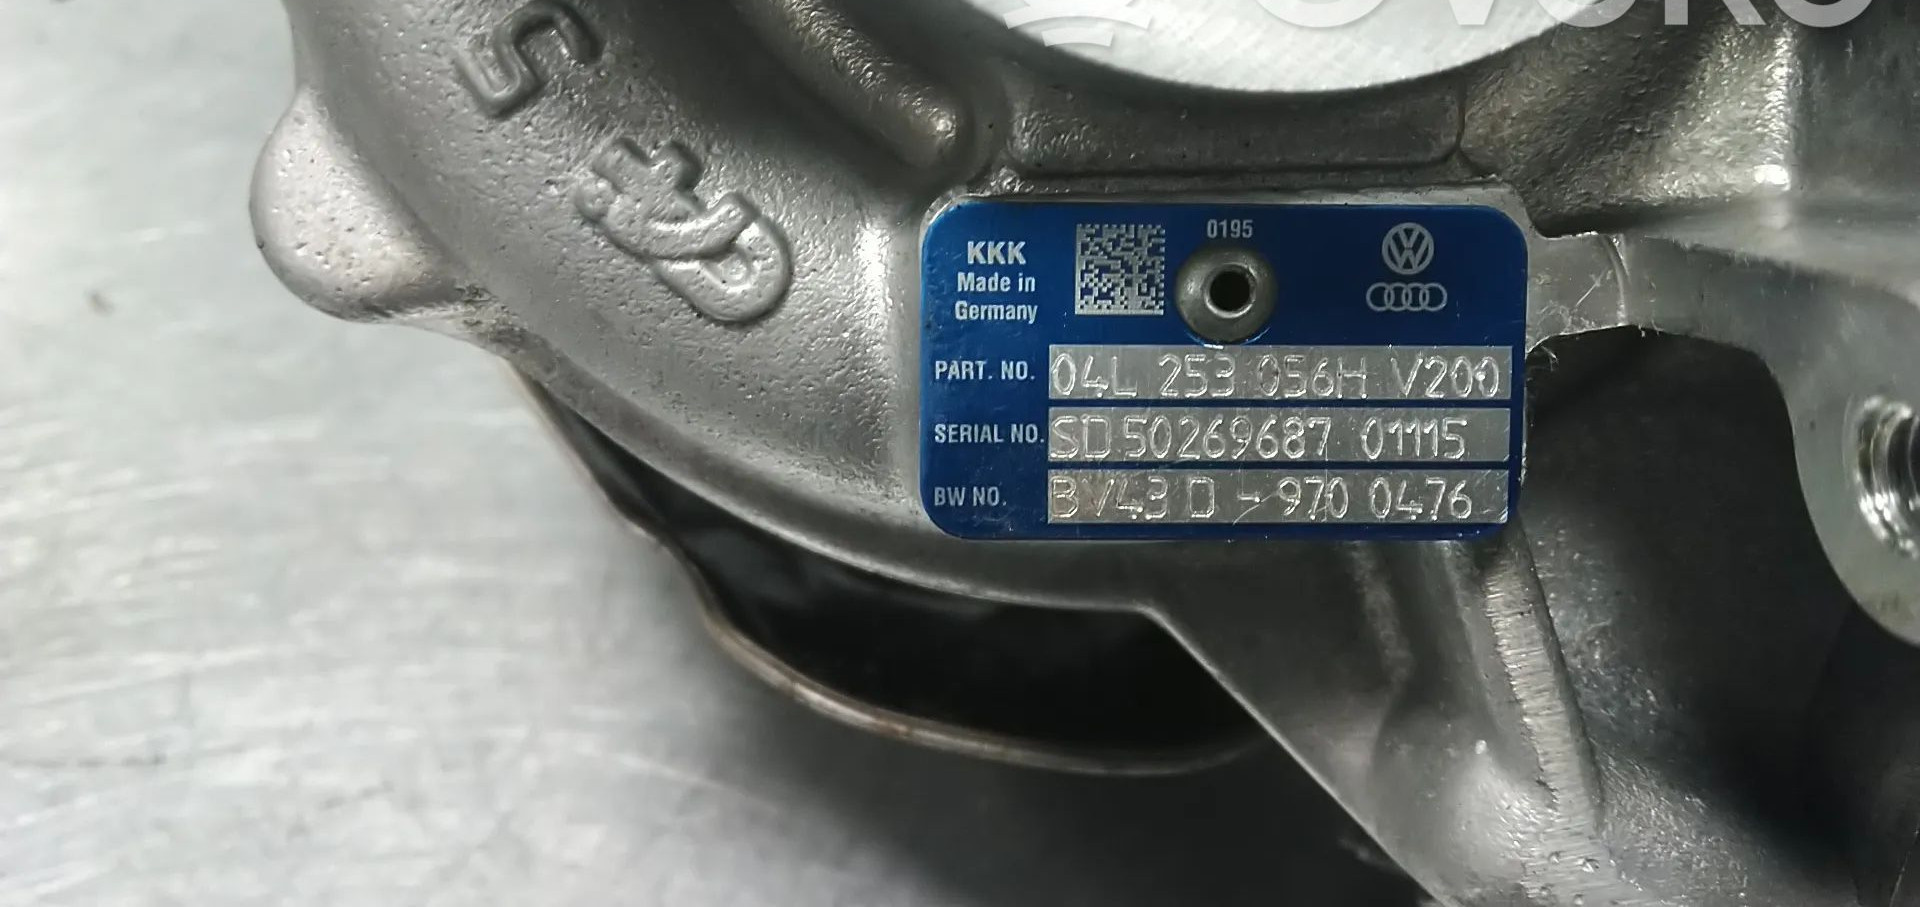 5
KKK
Made in
Germany
0195
PART. NO. 04L 253 056H V200
SERIAL NO. SD 50269687 01115
BW NO. BV43 D - 970 0476